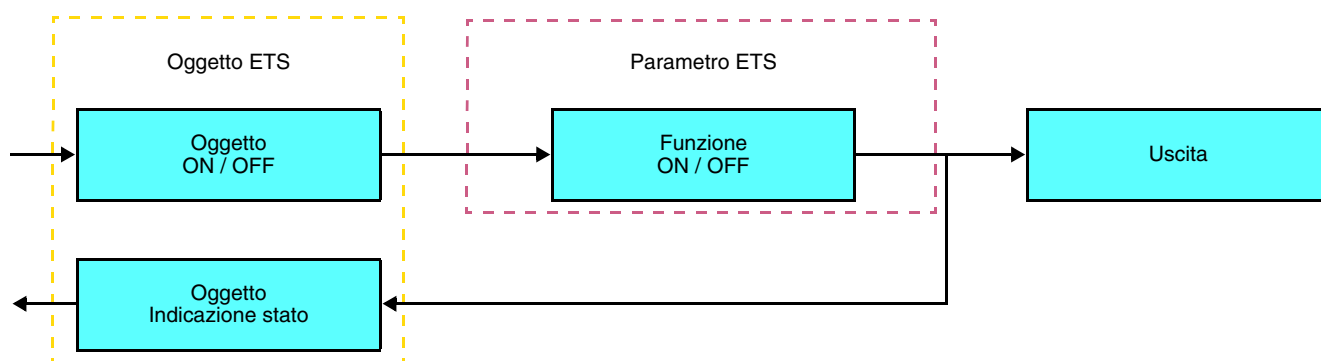 Oggetto ETS
Parametro ETS
Oggetto
ON / OFF
Funzione
ON / OFF
Uscita
Oggetto
Indicazione stato